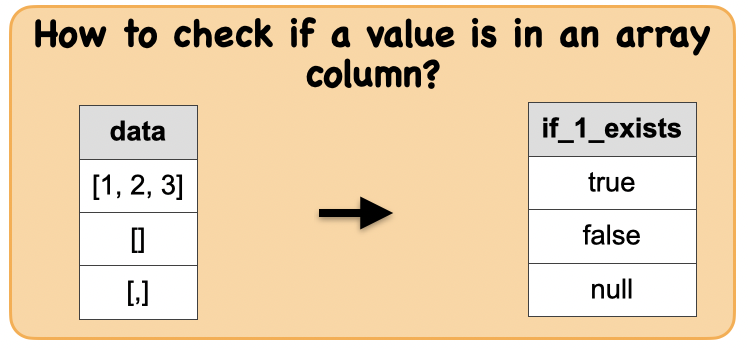 How to check if a value is in an array
column?
data
[1, 2, 3]
[]
[,]
if_1_exists
true
false
null